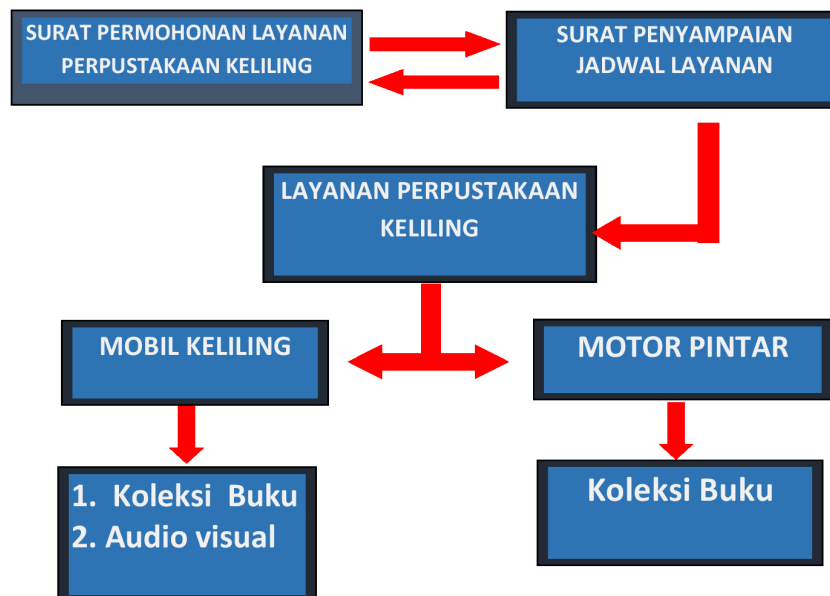 SURAT PERMOHONAN LAYANAN
PERPUSTAKAAN KELILING
SURAT PENYAMPAIAN
JADWAL LAYANAN
LAYANAN PERPUSTAKAAN
KELILING
MOBIL KELILING
MOTOR PINTAR
1. Koleksi Buku
2. Audio visual
Koleksi Buku